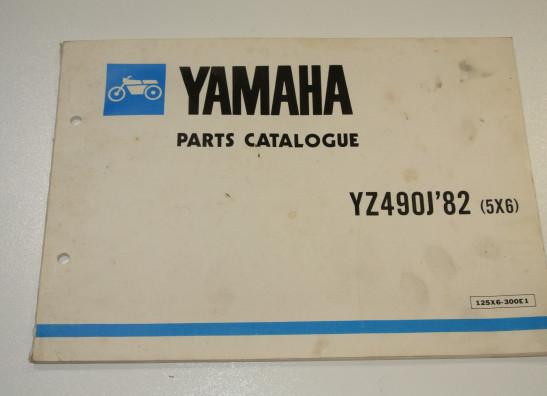 YAMAHA
PARTS CATALOGUE
YZ490J'82 (5X6)
125X6-300E1